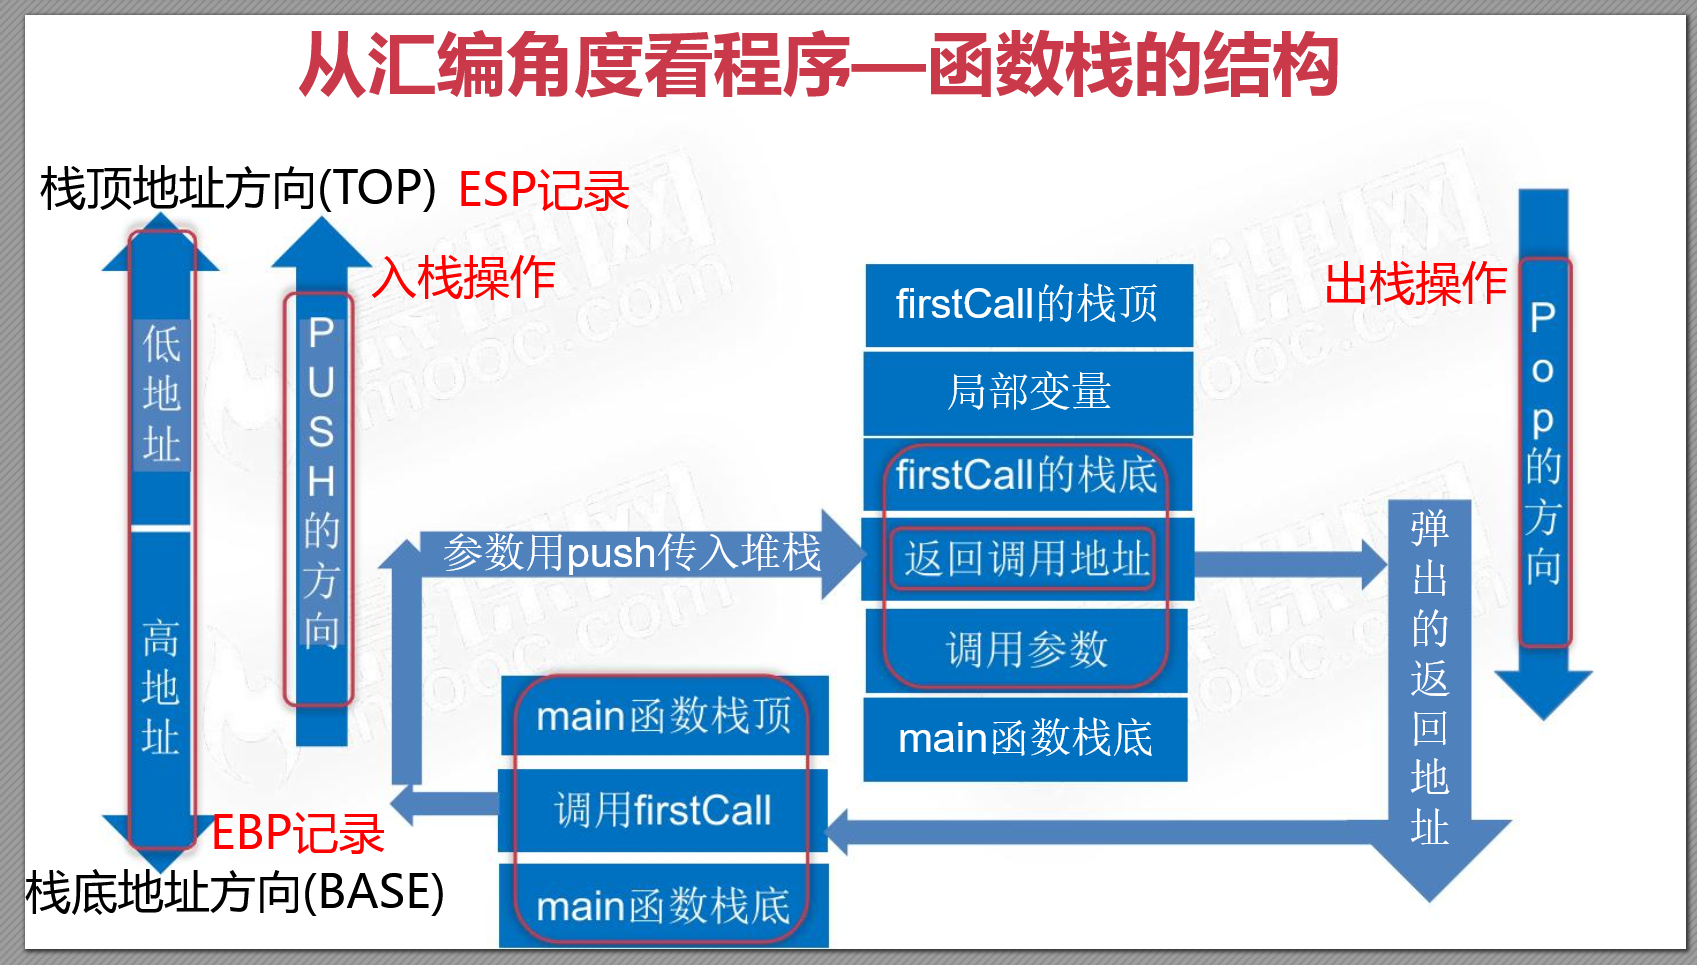 从汇编角度看程序—函数栈的结构
栈顶地址方向(TOP) ESP记录
入栈操作
出栈操作
低地址
高地址
PUSH的方向
firstCall的栈顶
局部变量
firstCall的栈底
返回调用地址
调用参数
main函数栈底
参数用push传入堆栈
main函数栈顶
调用firstCall
main函数栈底
弹出的返回地址
Pop的方向
EBP记录
栈底地址方向(BASE)